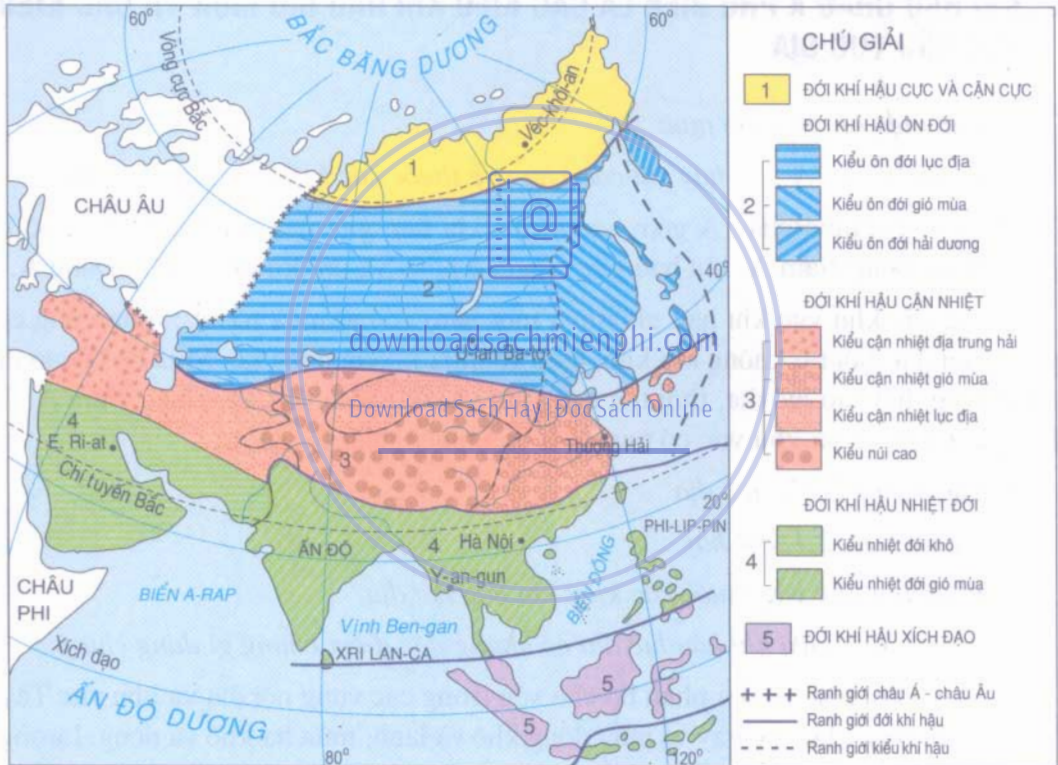 60°
60°
BẮC BĂNG DƯƠNG
Vòng cực Bắc
Véc-khôi-an
1
CHÂU ÂU
2
40°
downloadsachmienphi.com
U-lan Ba-to
Download Sách Hay | Đọc Sách Online
3
Thượng Hải
4
E. Ri-at
Chí tuyến Bắc
20°
PHI-LIP-PIN
ẤN ĐỘ
4
Hà Nội
Y-an-gun
BIỂN ĐÔNG
CHÂU PHI
BIỂN A-RAP
Vịnh Ben-gan
XRI LAN-CA
Xích đạo
5
5
ẤN ĐỘ DƯƠNG
80°
120°
CHÚ GIẢI
1 ĐỚI KHÍ HẬU CỰC VÀ CẬN CỰC
ĐỚI KHÍ HẬU ÔN ĐỚI
Kiểu ôn đới lục địa
2 Kiểu ôn đới gió mùa
Kiểu ôn đới hải dương
ĐỚI KHÍ HẬU CẬN NHIỆT
Kiểu cận nhiệt địa trung hải
Kiểu cận nhiệt gió mùa
3 Kiểu cận nhiệt lục địa
Kiểu núi cao
ĐỚI KHÍ HẬU NHIỆT ĐỚI
Kiểu nhiệt đới khô
4
Kiểu nhiệt đới gió mùa
5 ĐỚI KHÍ HẬU XÍCH ĐẠO
+ + + Ranh giới châu Á - châu Âu
Ranh giới đới khí hậu
Ranh giới kiểu khí hậu